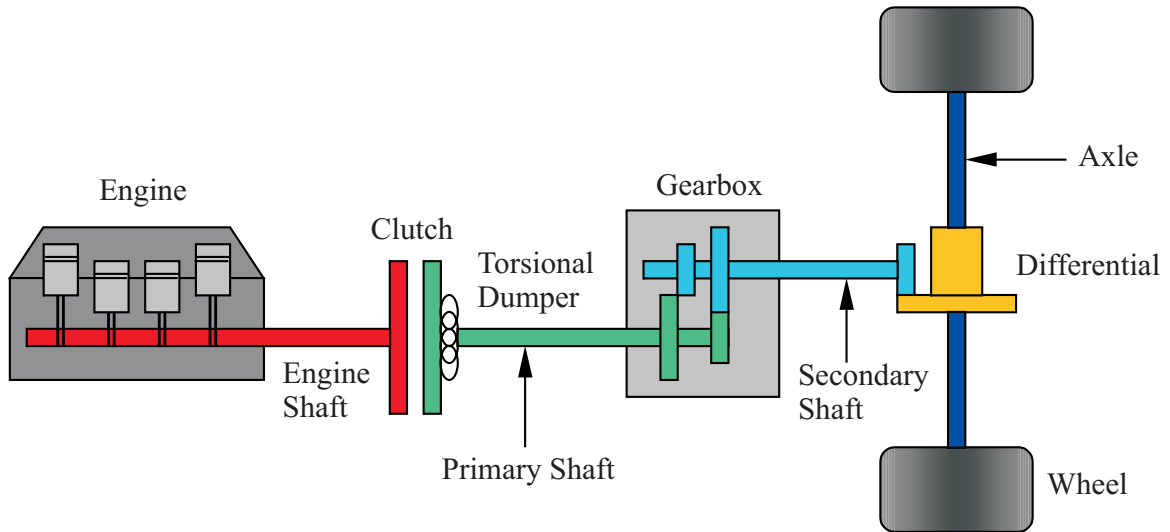 Engine
Clutch
Torsional
Dumper
Gearbox
Axle
Differential
Engine
Shaft
Secondary
Shaft
Primary Shaft
Wheel